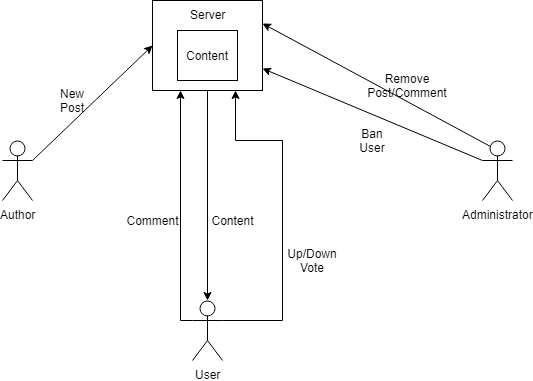 Server
Content
New
Post
Remove
Post/Comment
Ban
User
Author
Administrator
Comment
Content
Up/Down
Vote
User